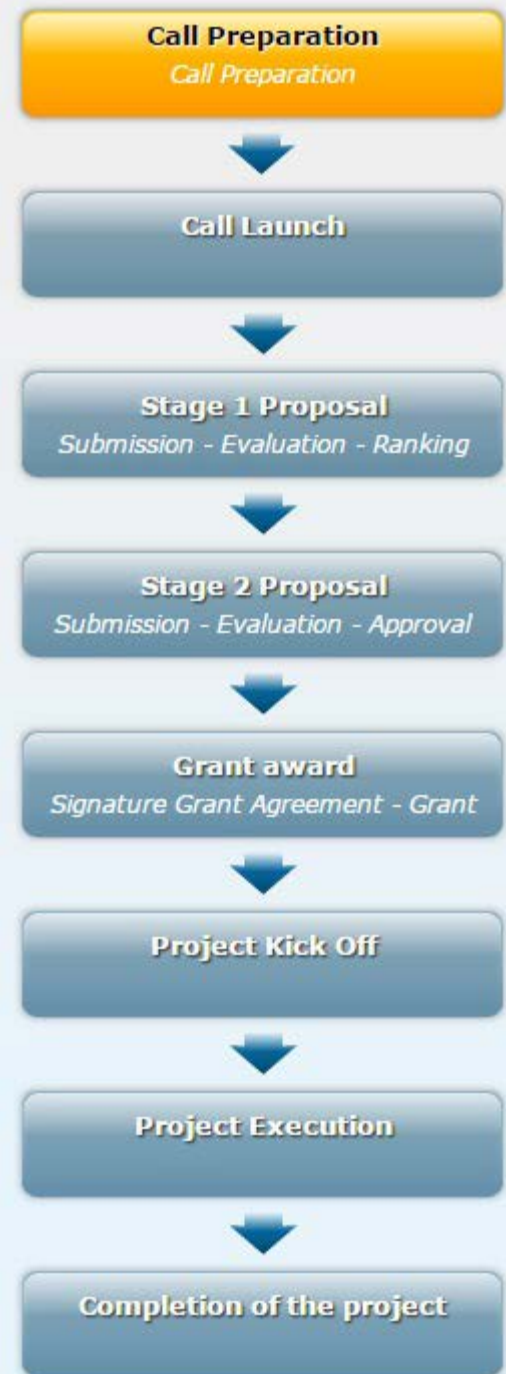 Call Preparation
Call Preparation
Call Launch
Stage 1 Proposal
Submission - Evaluation - Ranking
Stage 2 Proposal
Submission - Evaluation - Approval
Grant award
Signature Grant Agreement - Grant
Project Kick Off
Project Execution
Completion of the project